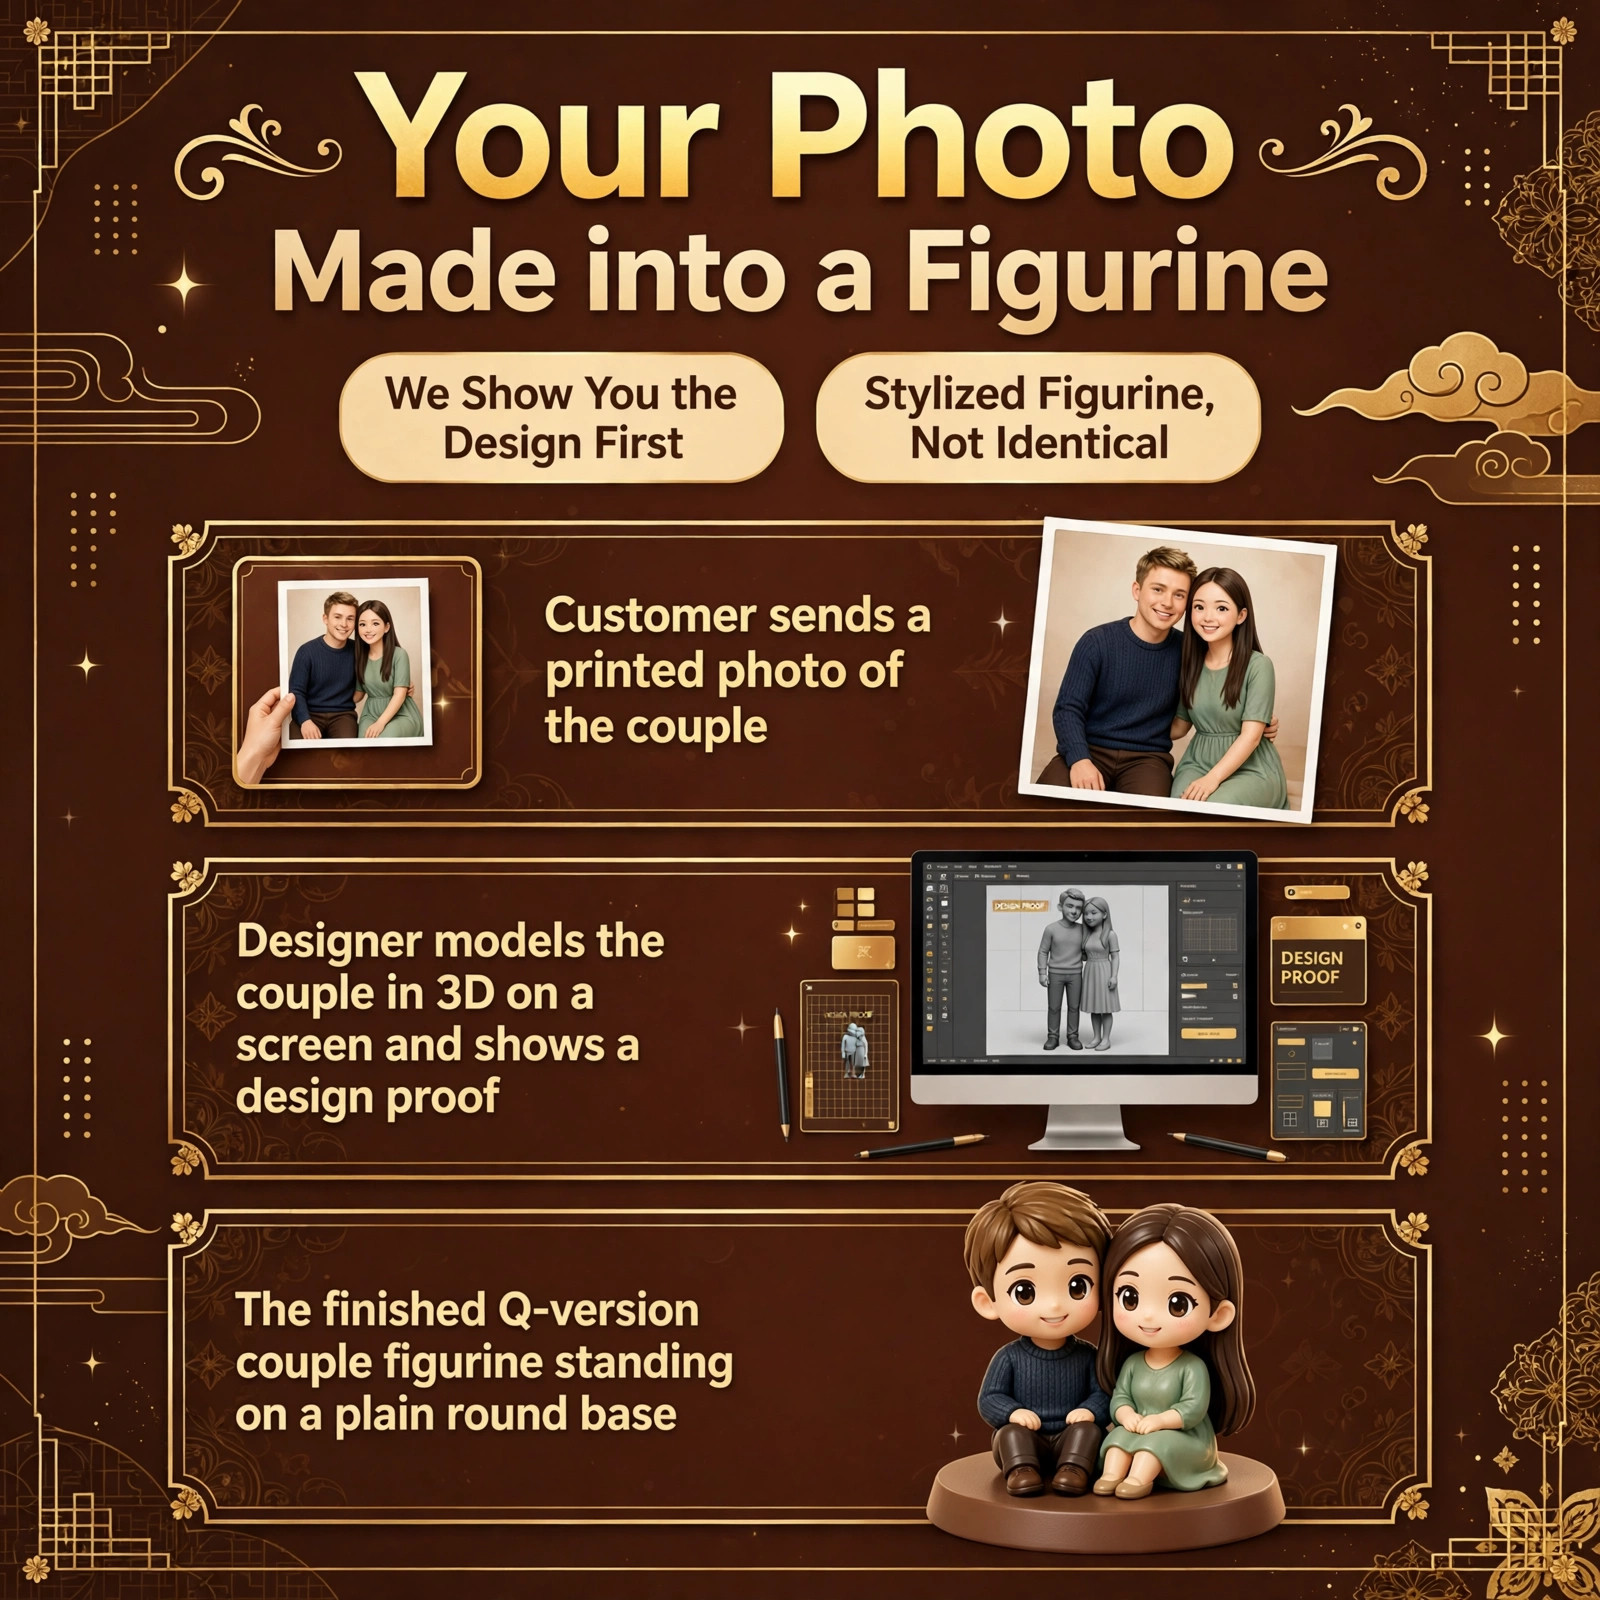 Your Photo
Made into a Figurine
We Show You the
Design First
Stylized Figurine,
Not Identical
Customer sends a
printed photo of
the couple
Designer models the
couple in 3D on a
screen and shows a
design proof
DESIGN PROOF
DESIGN PROOF
DESIGN
PROOF
The finished Q-version
couple figurine standing
on a plain round base